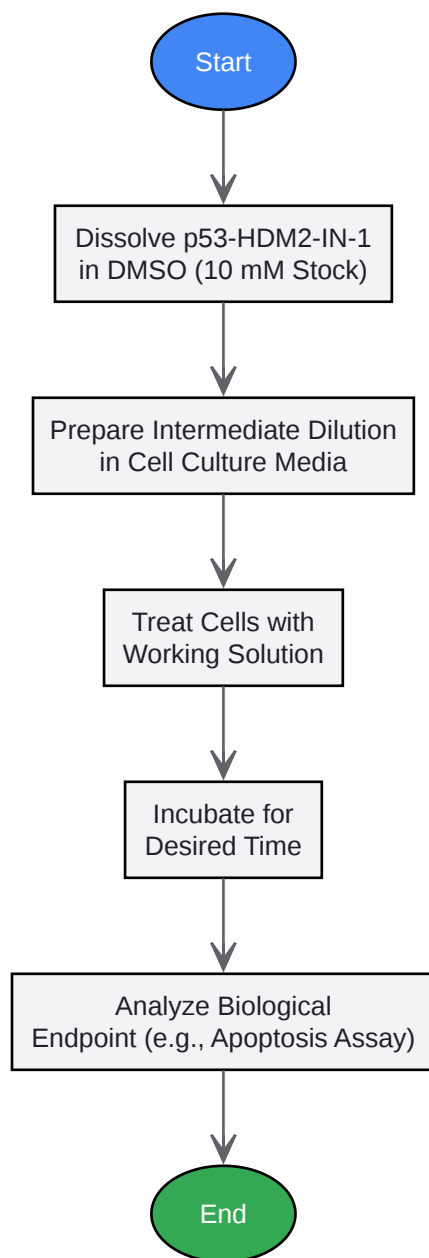 Start
Dissolve p53-HDM2-IN-1
in DMSO (10 mM Stock)
Prepare Intermediate Dilution
in Cell Culture Media
Treat Cells with
Working Solution
Incubate for
Desired Time
Analyze Biological
Endpoint (e.g., Apoptosis Assay)
End